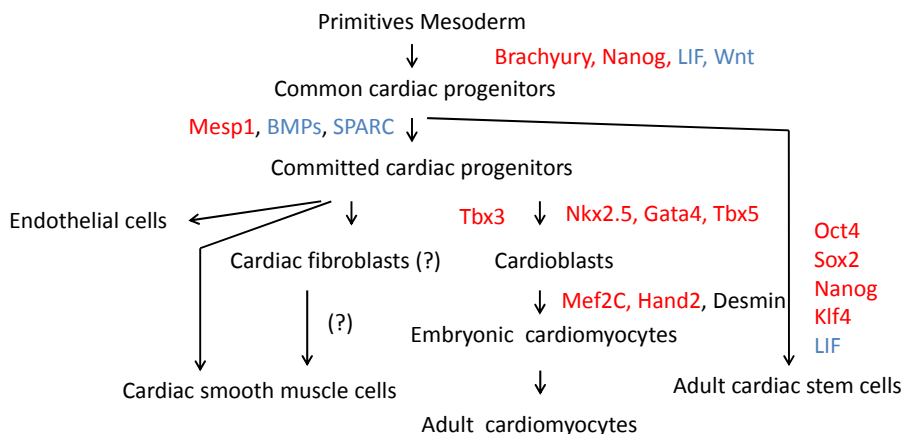 Primitives Mesoderm
Brachyury, Nanog, LIF, Wnt
Common cardiac progenitors
Mesp1, BMPs, SPARC
Committed cardiac progenitors
Endothelial cells
Tbx3
Nkx2.5, Gata4, Tbx5
Cardiac fibroblasts (?)
Cardioblasts
Oct4
Sox2
Nanog
Klf4
LIF
Mef2C, Hand2, Desmin
(?)
Embryonic cardiomyocytes
Cardiac smooth muscle cells
Adult cardiac stem cells
Adult cardiomyocytes